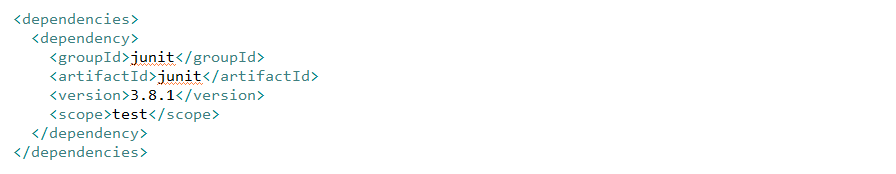 <dependencies>
<dependency>
<groupId>junit</groupId>
<artifactId>junit</artifactId>
<version>3.8.1</version>
<scope>test</scope>
</dependency>
</dependencies>